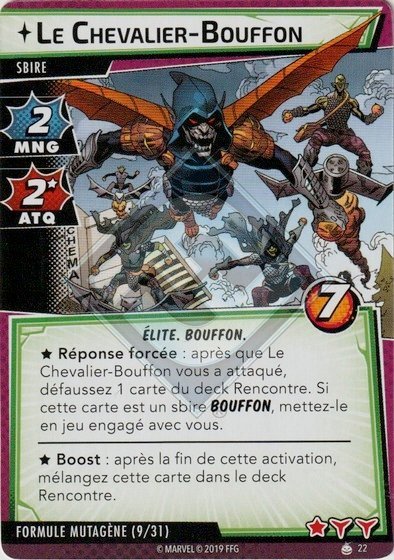 Le Chevalier-Bouffon
SBIRE
2
MNG
2★
ATQ
CHEMA
7
ÉLITE. BOUFFON.
★ Réponse forcée : après que Le
Chevalier-Bouffon vous a attaqué,
défaussez 1 carte du deck Rencontre. Si
cette carte est un sbire BOUFFON, mettez-le
en jeu engagé avec vous.
★ Boost : après la fin de cette activation,
mélangez cette carte dans le deck
Rencontre.
FORMULE MUTAGÈNE (9/31)
© MARVEL © 2019 FFG
22